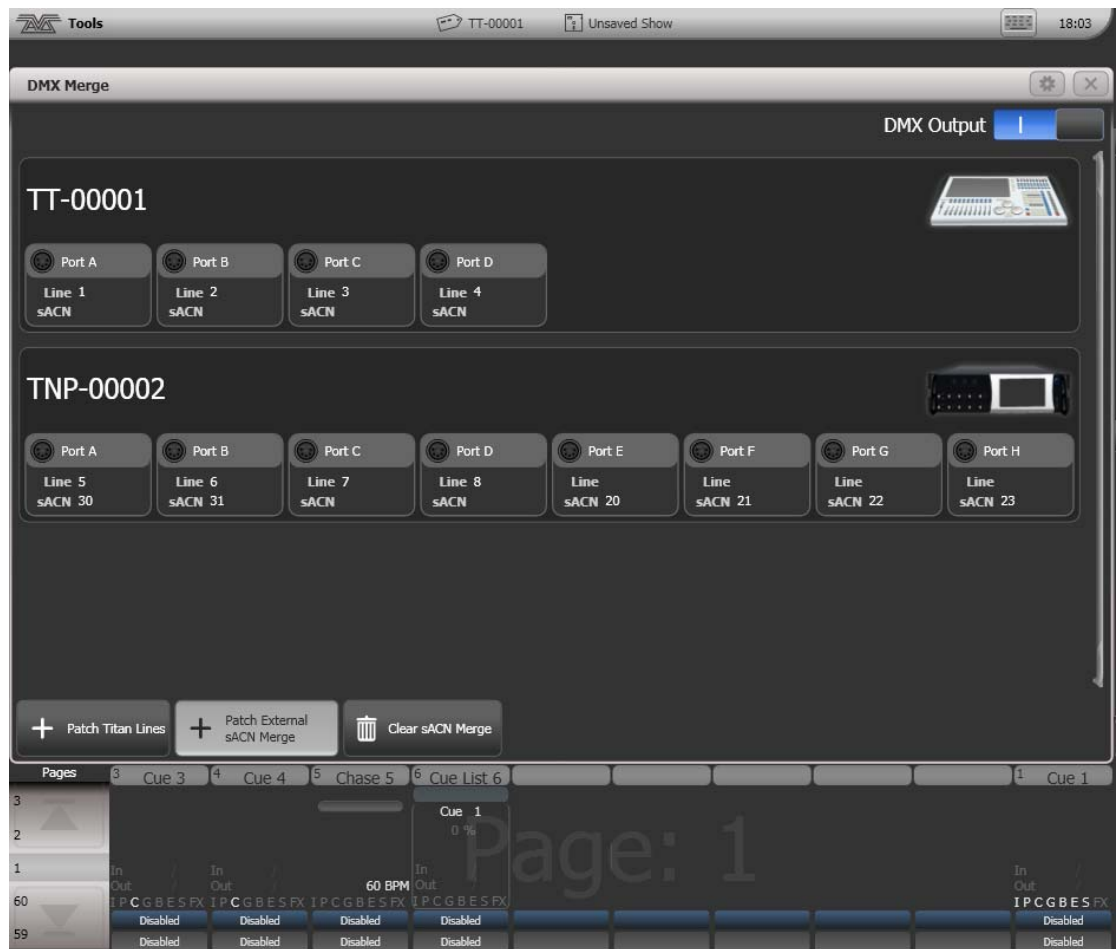 Tools TT-00001 Unsaved Show 18:03
DMX Merge
DMX Output
TT-00001
Port A Port B Port C Port D
Line 1 Line 2 Line 3 Line 4
sACN sACN sACN sACN
TNP-00002
Port A Port B Port C Port D Port E Port F Port G Port H
Line 5 Line 6 Line 7 Line 8 Line Line Line Line
sACN 30 sACN 31 sACN sACN sACN 20 sACN 21 sACN 22 sACN 23
Patch Titan Lines
Patch External
sACN Merge
Clear sACN Merge
Pages 3 Cue 3 4 Cue 4 5 Chase 5 6 Cue List 6 1 Cue 1
3
Cue 1
2
0 %
Page: 1
1
In / In / In In /
Out / Out / 60 BPM Out Out /
60
I P C G B E S FX I P C G B E S FX I P C G B E S FX I P C G B E S FX I P C G B E S FX
Disabled Disabled Disabled Disabled Disabled
59
Disabled Disabled Disabled Disabled Disabled